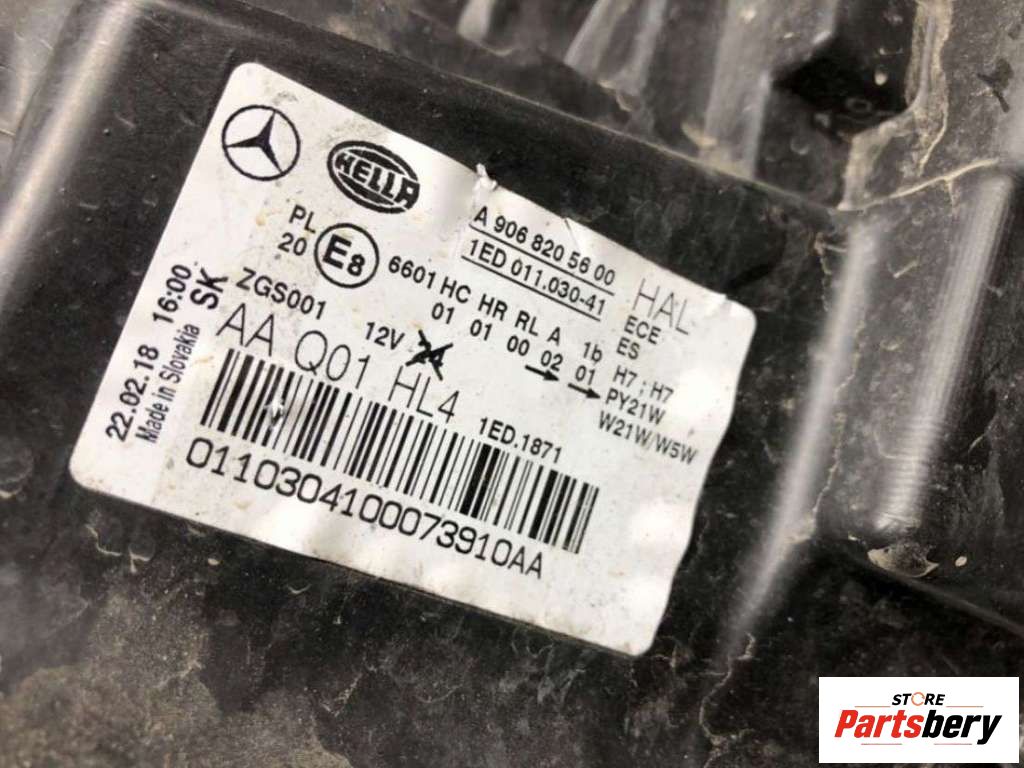 HELLA
A 906 820 56 00
1ED 011.030-41
HAL
PL
20
E8
6601 HC HR RL A 1b
01 01 00 02 01
ECE
ES
H7 ; H7
PY21W
W21W/W5W
ZGS001
12V 24
AA Q01 HL4
1ED.1871
22.02.18 16:00
Made in Slovakia SK
0110304100073910AA
STORE
Partsbery